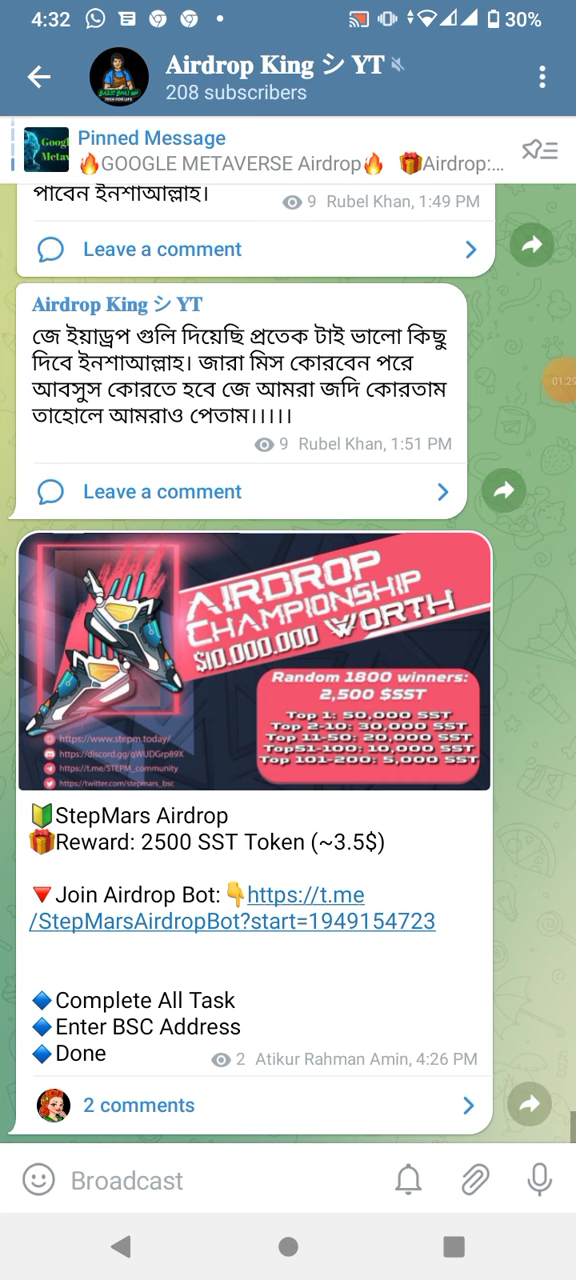 4:32
30%
Airdrop King シ YT
208 subscribers
Pinned Message
🔥GOOGLE METAVERSE Airdrop🔥 🎁Airdrop:...
পাবেন ইনশাআল্লাহ।
9 Rubel Khan, 1:49 PM
Leave a comment
Airdrop King シ YT
জে ইয়াড্রপ গুলি দিয়েছি প্রতেক টাই ভালো কিছু
দিবে ইনশাআল্লাহ। জারা মিস কোরবেন পরে
আবসুস কোরতে হবে জে আমরা জদি কোরতাম
তাহোলে আমরাও পেতাম।।।।।
9 Rubel Khan, 1:51 PM
01:29
Leave a comment
AIRDROP
CHAMPIONSHIP
$10.000.000 WORTH
Random 1800 winners:
2,500 $SST
Top 1: 50,000 SST
Top 2-10: 30,000 SST
Top 11-50: 20,000 SST
Top51-100: 10,000 SST
Top 101-200: 5,000 SST
https://www.stepm.today/
https://discord.gg/qWUDGrp89X
https://t.me/STEPM_community
https://twitter.com/stepmars_bsc
🔰StepMars Airdrop
🎁Reward: 2500 SST Token (~3.5$)
🔻Join Airdrop Bot: 👇https://t.me
/StepMarsAirdropBot?start=1949154723
🔷Complete All Task
🔷Enter BSC Address
🔷Done
2 Atikur Rahman Amin, 4:26 PM
2 comments
Broadcast